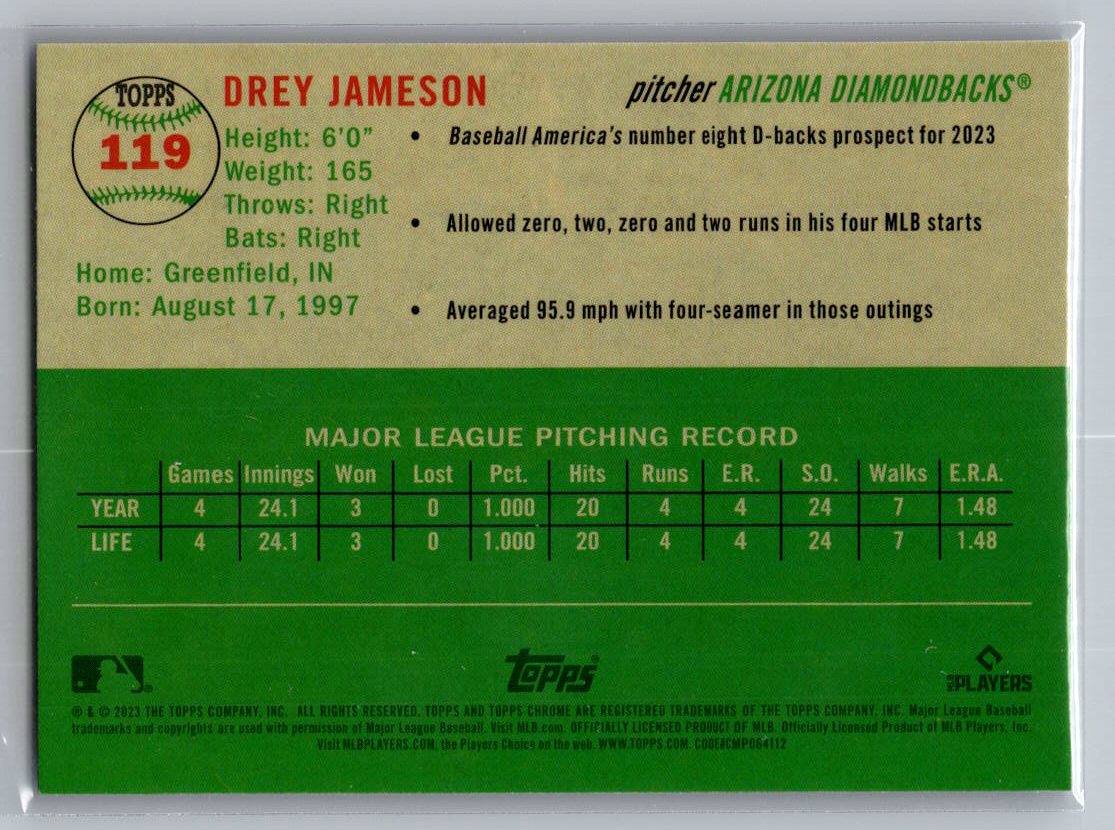 TOPPS
119
DREY JAMESON
pitcher ARIZONA DIAMONDBACKS®
Height: 6'0"
Weight: 165
Throws: Right
Bats: Right
Home: Greenfield, IN
Born: August 17, 1997
• Baseball America's number eight D-backs prospect for 2023
• Allowed zero, two, zero and two runs in his four MLB starts
• Averaged 95.9 mph with four-seamer in those outings
MAJOR LEAGUE PITCHING RECORD
Games Innings Won Lost Pct. Hits Runs E.R. S.O. Walks E.R.A.
YEAR 4 24.1 3 0 1.000 20 4 4 24 7 1.48
LIFE 4 24.1 3 0 1.000 20 4 4 24 7 1.48
topps®
MLB PLAYERS
® & © 2023 THE TOPPS COMPANY, INC. ALL RIGHTS RESERVED. TOPPS AND TOPPS CHROME ARE REGISTERED TRADEMARKS OF THE TOPPS COMPANY, INC. Major League Baseball
trademarks and copyrights are used with permission of Major League Baseball. Visit MLB.com. OFFICIALLY LICENSED PRODUCT OF MLB. Officially Licensed Product of MLB Players, Inc.
Visit MLBPLAYERS.COM, the Players Choice on the web. WWW.TOPPS.COM. CODE#CMP064112